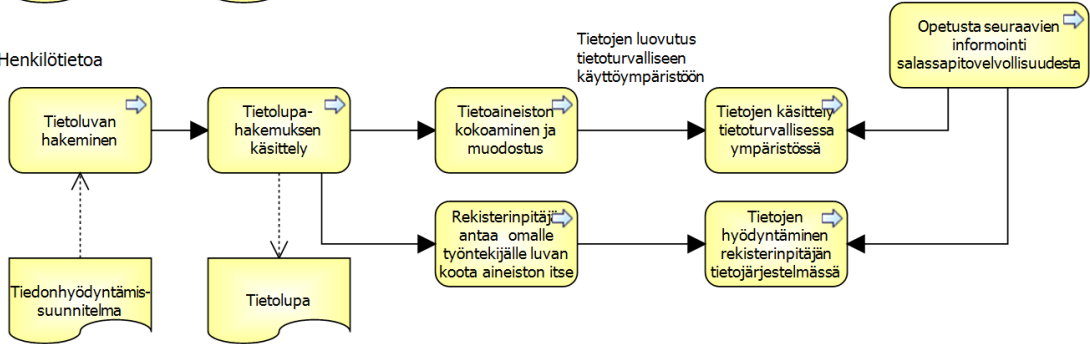 Opetusta seuraavien
informointi
salassapitovelvollisuudesta
Tietojen luovutus
tietoturvalliseen
käyttöympäristöön
Henkilötietoa
Tietoluvan
hakeminen
Tietolupa-
hakemuksen
käsittely
Tietoaineiston
kokoaminen ja
muodostus
Tietojen käsittely
tietoturvallisessa
ympäristössä
Rekisterinpitäjä
antaa omalle
työntekijälle luvan
koota aineiston itse
Tietojen
hyödyntäminen
rekisterinpitäjän
tietojärjestelmässä
Tiedonhyödyntämis-
suunnitelma
Tietolupa